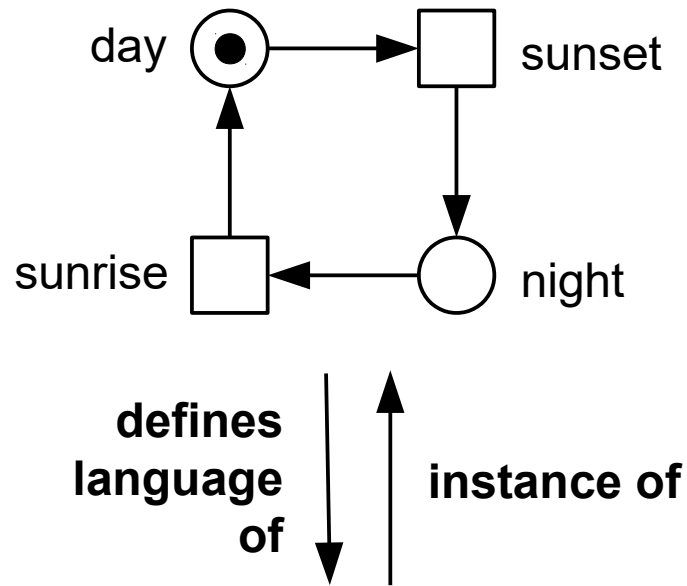 day
sunset
sunrise
night
defines
language
of
instance of